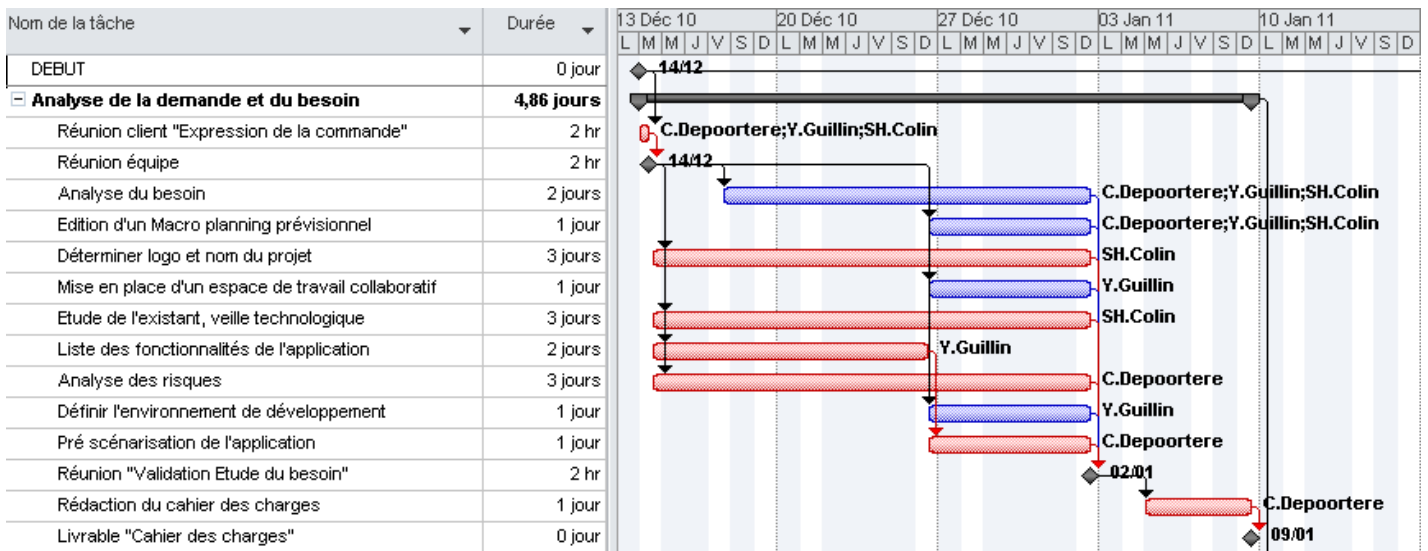 Nom de la tâche Durée 13 Déc 10 20 Déc 10 27 Déc 10 03 Jan 11 10 Jan 11
L M M J V S D L M M J V S D L M M J V S D L M M J V S D L M M J V S D
DEBUT 0 jour 14/12
Analyse de la demande et du besoin 4,86 jours
Réunion client "Expression de la commande" 2 hr C.Depoortere;Y.Guillin;SH.Colin
Réunion équipe 2 hr 14/12
Analyse du besoin 2 jours C.Depoortere;Y.Guillin;SH.Colin
Edition d'un Macro planning prévisionnel 1 jour C.Depoortere;Y.Guillin;SH.Colin
Déterminer logo et nom du projet 3 jours SH.Colin
Mise en place d'un espace de travail collaboratif 1 jour Y.Guillin
Etude de l'existant, veille technologique 3 jours SH.Colin
Liste des fonctionnalités de l'application 2 jours Y.Guillin
Analyse des risques 3 jours C.Depoortere
Définir l'environnement de développement 1 jour Y.Guillin
Pré scénarisation de l'application 1 jour C.Depoortere
Réunion "Validation Etude du besoin" 2 hr 02/01
Rédaction du cahier des charges 1 jour C.Depoortere
Livrable "Cahier des charges" 0 jour 09/01